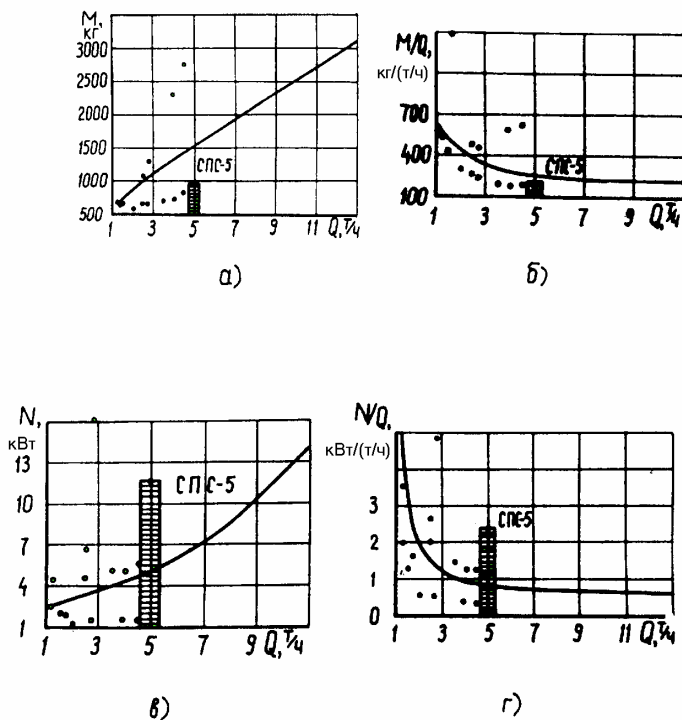 М,
кг
3000
2500
2000
1500
1000
500
СПС-5
1 3 5 7 9 11 Q, т/ч
а)
М/Q,
кг/(т/ч)
700
400
100
СПС-5
1 3 5 7 9 Q, т/ч
б)
N,
кВт
13
10
7
4
1
СПС-5
1 3 5 7 9 Q, т/ч
в)
N/Q,
кВт/(т/ч)
3
2
1
0
СПС-5
1 3 5 7 9 11 Q, т/ч
г)